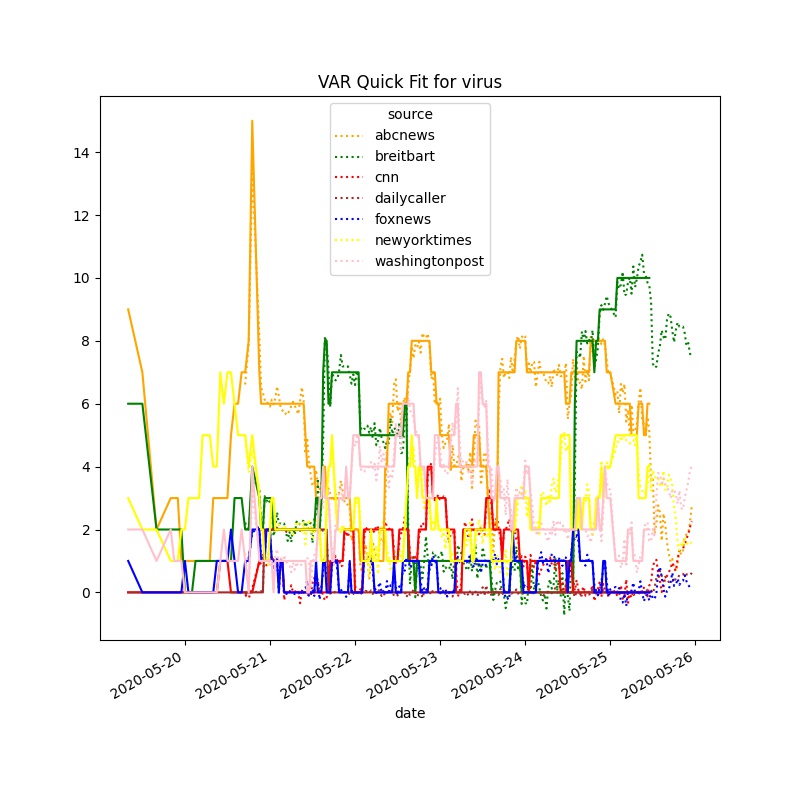 VAR Quick Fit for virus
source
abcnews
breitbart
cnn
dailycaller
foxnews
newyorktimes
washingtonpost
14
12
10
8
6
4
2
0
2020-05-20
2020-05-21
2020-05-22
2020-05-23
2020-05-24
2020-05-25
2020-05-26
date